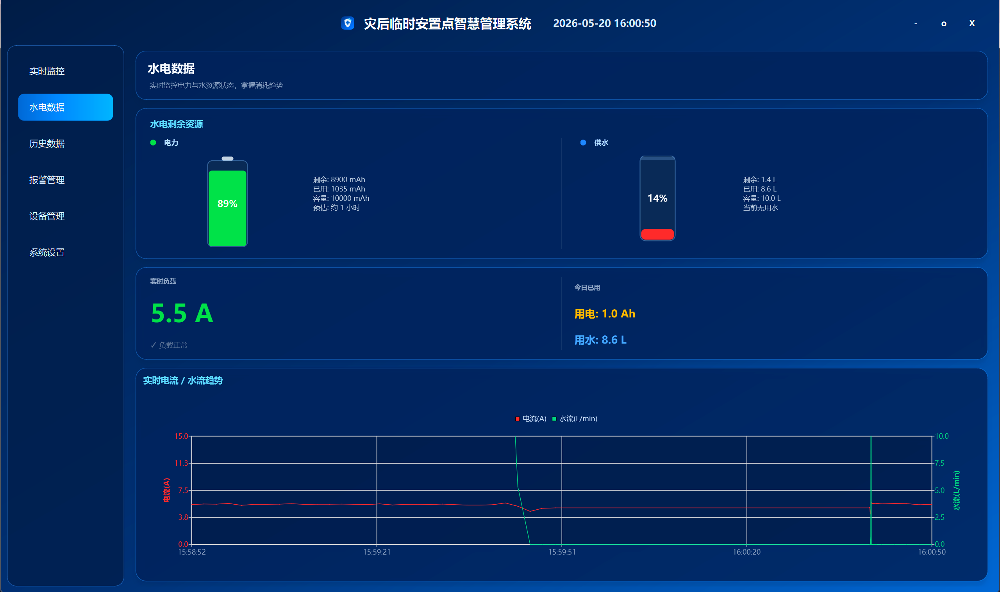 灾后临时安置点智慧管理系统 2026-05-20 16:00:50 - o X
实时监控
水电数据
历史数据
报警管理
设备管理
系统设置
水电数据
实时监控电力与水资源状态，掌握消耗趋势
水电剩余资源
电力
89%
剩余: 8900 mAh
已用: 1035 mAh
容量: 10000 mAh
预估: 约 1 小时
供水
14%
剩余: 1.4 L
已用: 8.6 L
容量: 10.0 L
当前无用水
实时负载
5.5 A
✓ 负载正常
今日已用
用电: 1.0 Ah
用水: 8.6 L
实时电流 / 水流趋势
电流(A) 水流(L/min)
电流(A)
15.0
11.3
7.5
3.8
0.0
10.0
7.5
5.0
2.5
0.0
水流(L/min)
15:58:52 15:59:21 15:59:51 16:00:20 16:00:50